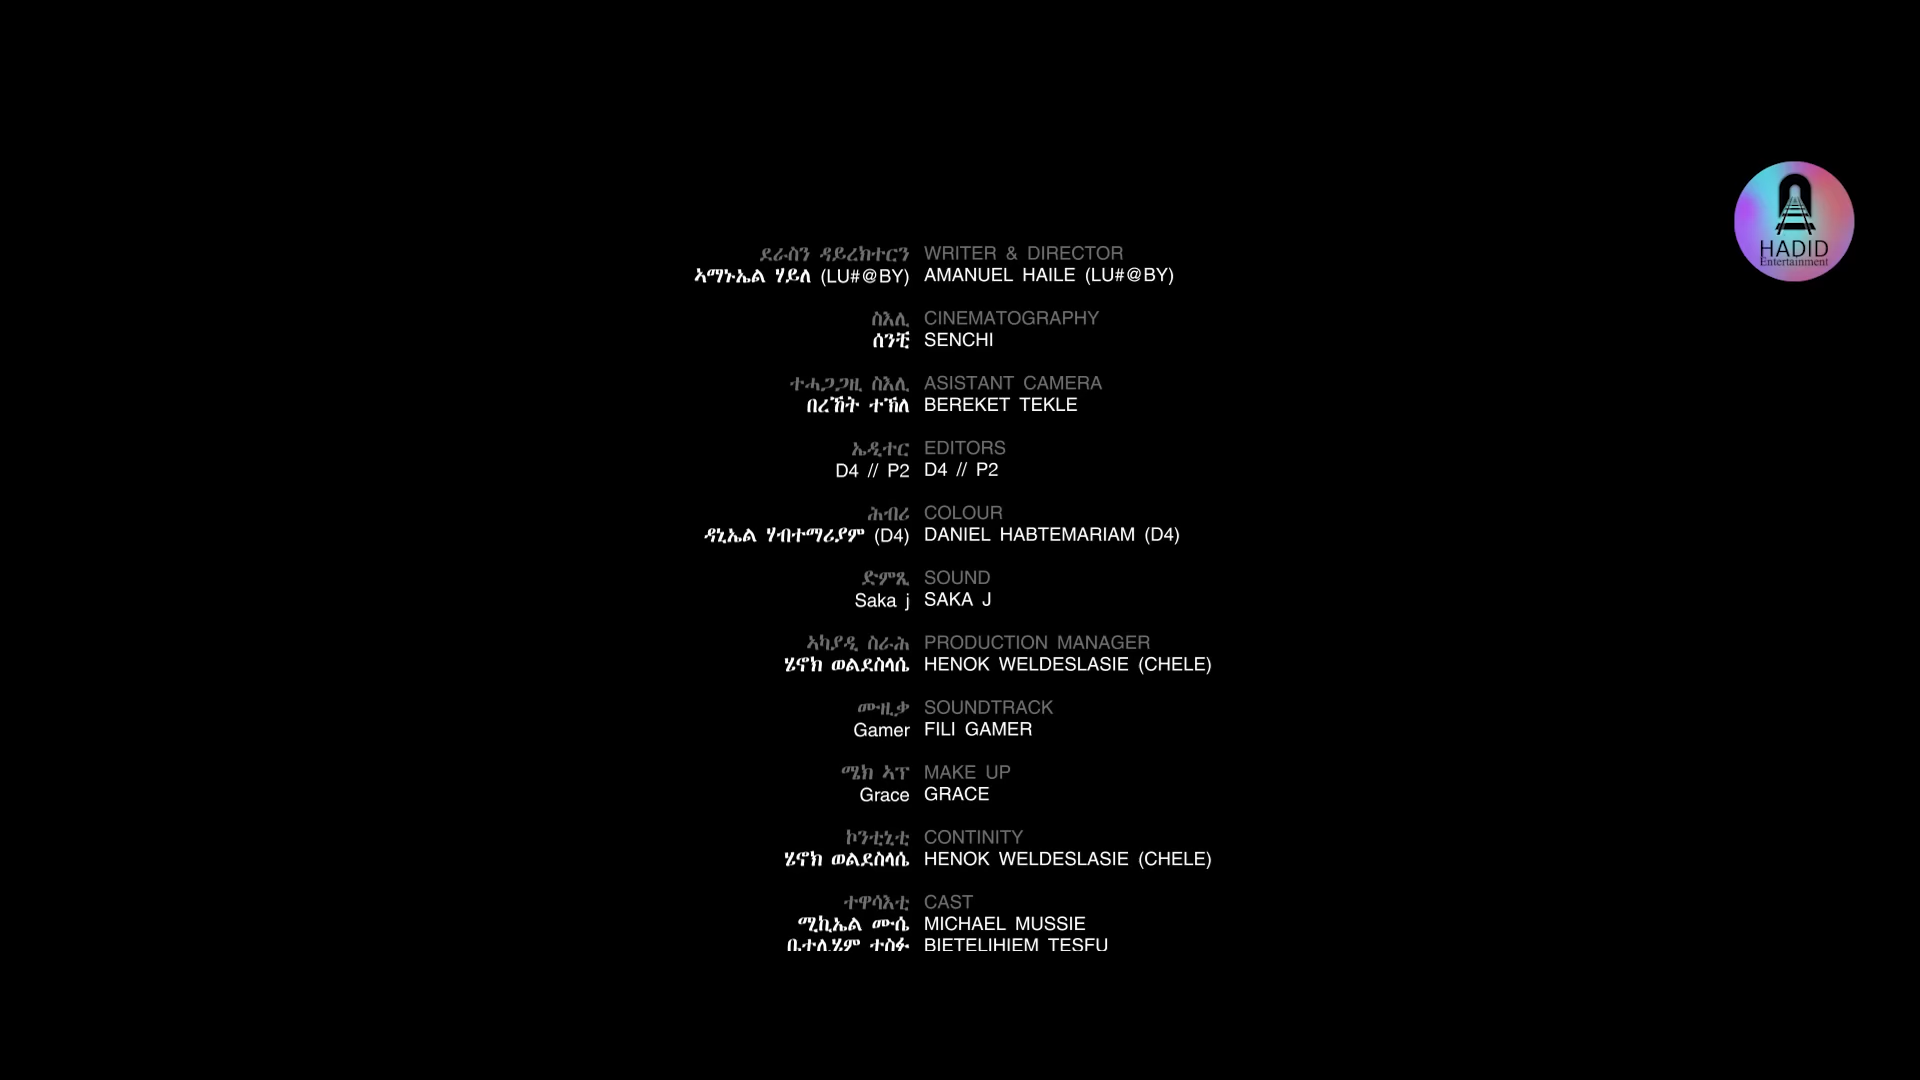 ደራስን ዳይረክተርን WRITER & DIRECTOR
ኣማኑኤል ሃይለ (LU#@BY) AMANUEL HAILE (LU#@BY)
ስእሊ CINEMATOGRAPHY
ሰንቺ SENCHI
ተሓጋጋዚ ስእሊ ASISTANT CAMERA
በረኸት ተኽለ BEREKET TEKLE
ኤዲተር EDITORS
D4 // P2 D4 // P2
ሕብሪ COLOUR
ዳኒኤል ሃብተማሪያም (D4) DANIEL HABTEMARIAM (D4)
ድምጺ SOUND
Saka j SAKA J
ኣካያዲ ስራሕ PRODUCTION MANAGER
ሄኖክ ወልደስላሴ HENOK WELDESLASIE (CHELE)
ሙዚቃ SOUNDTRACK
Gamer FILI GAMER
ሜክ ኣፕ MAKE UP
Grace GRACE
ኮንቲኒቲ CONTINITY
ሄኖክ ወልደስላሴ HENOK WELDESLASIE (CHELE)
ተዋሳእቲ CAST
ሚኪኤል ሙሴ MICHAEL MUSSIE
ቤተሊሄም ተስፉ BIETELIHIEM TESFU
HADID
Entertainment